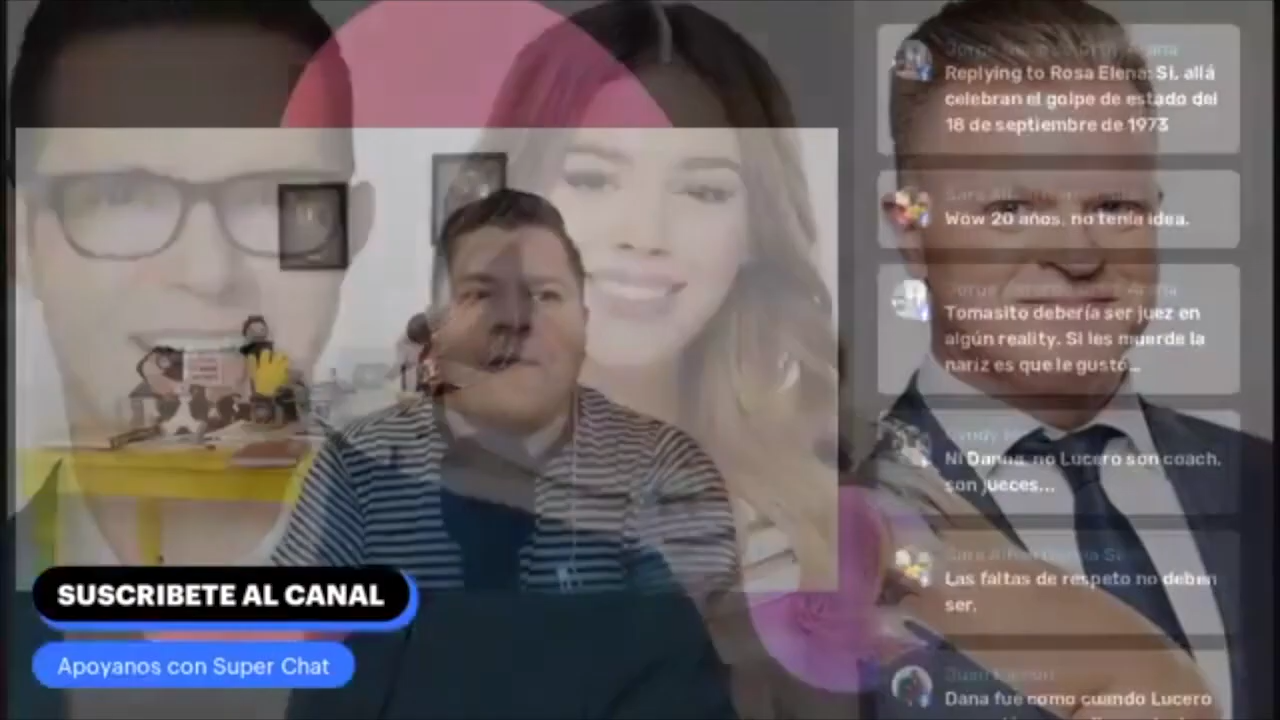 Replying to Rosa Elena: Si, allá
celebran el golpe de estado del
18 de septiembre de 1973
Wow 20 años, no tenía idea.
Tomasito debería ser juez en
algún reality. Si les muerde la
nariz es que le gustó...
Ni Danna, no Lucero son coach,
son jueces...
Las faltas de respeto no deben
ser.
Dana fue como cuando Lucero
SUSCRIBETE AL CANAL
Apoyanos con Super Chat